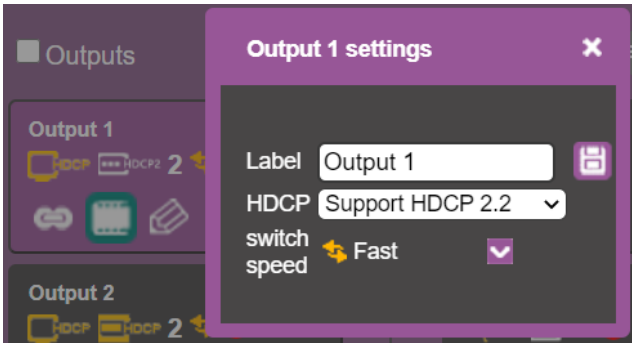 Outputs
Output 1 settings
×
Output 1
HDCP HDCP2 2
Label Output 1
HDCP Support HDCP 2.2
switch speed Fast
Output 2
HDCP HDCP 2